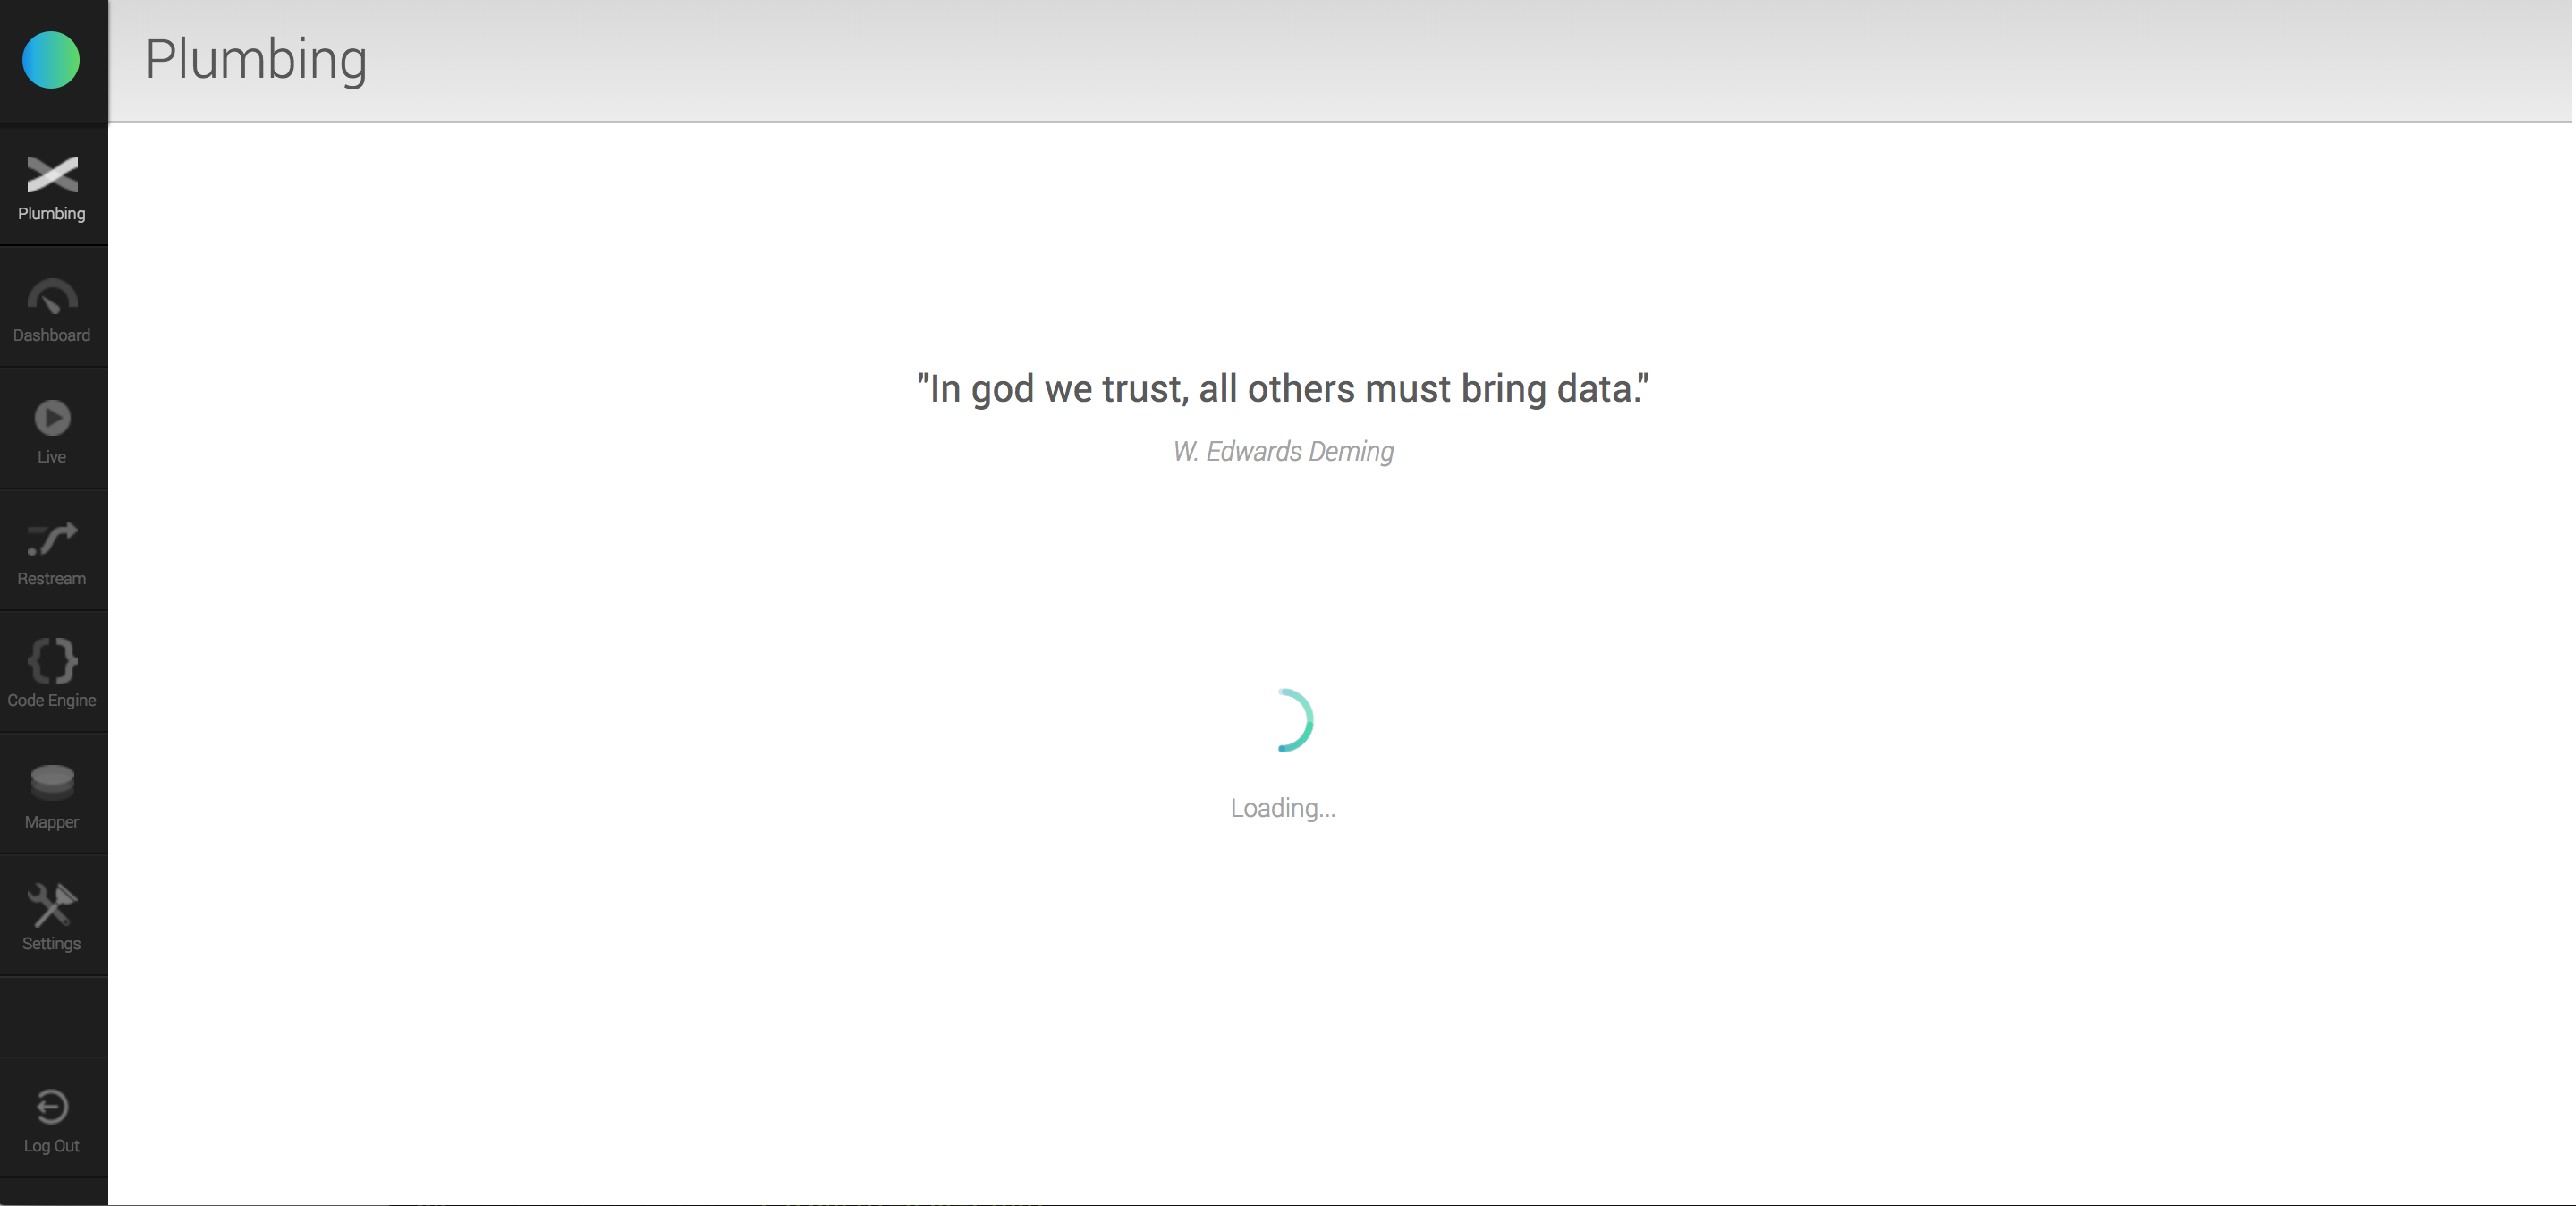 Plumbing
Plumbing
Dashboard
Live
Restream
Code Engine
Mapper
Settings
Log Out
"In god we trust, all others must bring data."
W. Edwards Deming
Loading...